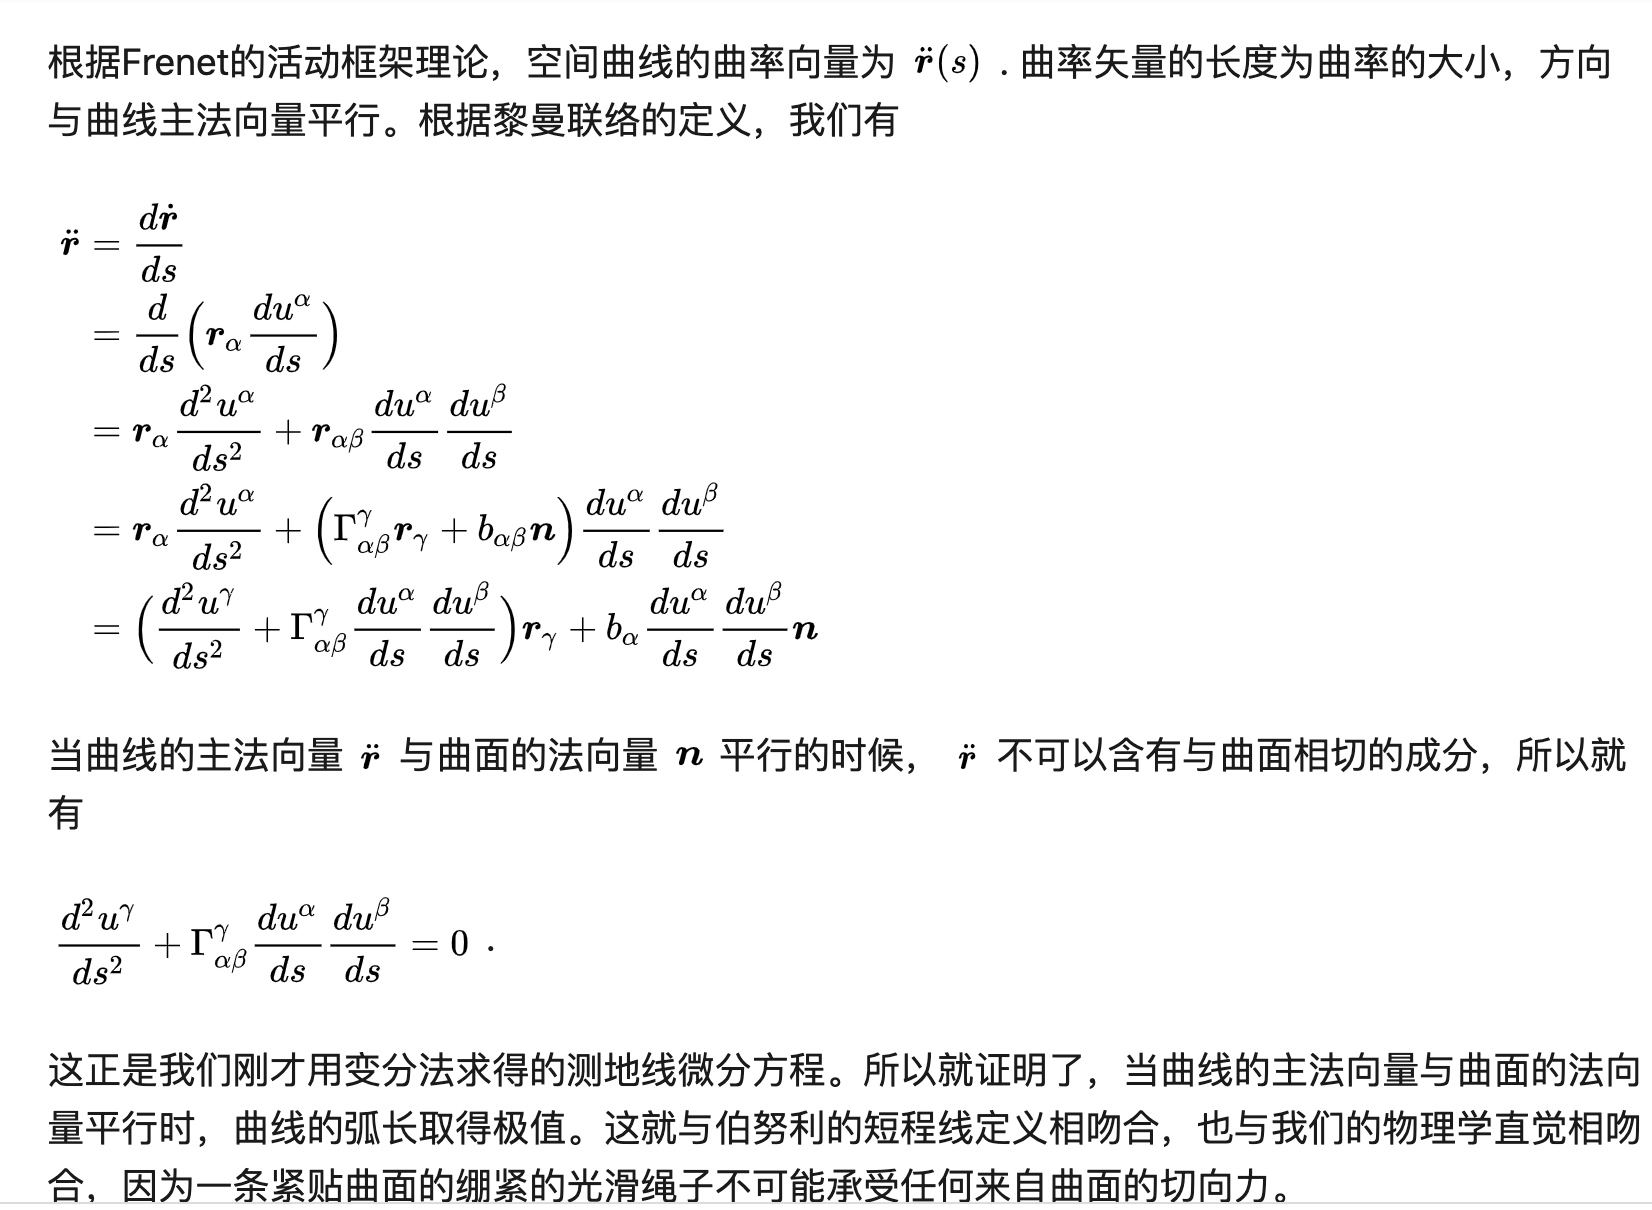 根据Frenet的活动框架理论，空间曲线的曲率向量为 $\ddot{\boldsymbol{r}}(s)$ . 曲率矢量的长度为曲率的大小，方向
与曲线主法向量平行。根据黎曼联络的定义，我们有
$\ddot{\boldsymbol{r}} = \frac{d\dot{\boldsymbol{r}}}{ds}$
$= \frac{d}{ds}\left(\boldsymbol{r}_\alpha \frac{du^\alpha}{ds}\right)$
$= \boldsymbol{r}_\alpha \frac{d^2u^\alpha}{ds^2} + \boldsymbol{r}_{\alpha\beta} \frac{du^\alpha}{ds} \frac{du^\beta}{ds}$
$= \boldsymbol{r}_\alpha \frac{d^2u^\alpha}{ds^2} + \left(\Gamma^\gamma_{\alpha\beta} \boldsymbol{r}_\gamma + b_{\alpha\beta} \boldsymbol{n}\right) \frac{du^\alpha}{ds} \frac{du^\beta}{ds}$
$= \left(\frac{d^2u^\gamma}{ds^2} + \Gamma^\gamma_{\alpha\beta} \frac{du^\alpha}{ds} \frac{du^\beta}{ds}\right) \boldsymbol{r}_\gamma + b_\alpha \frac{du^\alpha}{ds} \frac{du^\beta}{ds} \boldsymbol{n}$
当曲线的主法向量 $\ddot{\boldsymbol{r}}$ 与曲面的法向量 $\boldsymbol{n}$ 平行的时候， $\ddot{\boldsymbol{r}}$ 不可以含有与曲面相切的成分，所以就
有
$\frac{d^2u^\gamma}{ds^2} + \Gamma^\gamma_{\alpha\beta} \frac{du^\alpha}{ds} \frac{du^\beta}{ds} = 0$ .
这正是我们刚才用变分法求得的测地线微分方程。所以就证明了，当曲线的主法向量与曲面的法向
量平行时，曲线的弧长取得极值。这就与伯努利的短程线定义相吻合，也与我们的物理学直觉相吻
合，因为一条紧贴曲面的绷紧的光滑绳子不可能承受任何来自曲面的切向力。